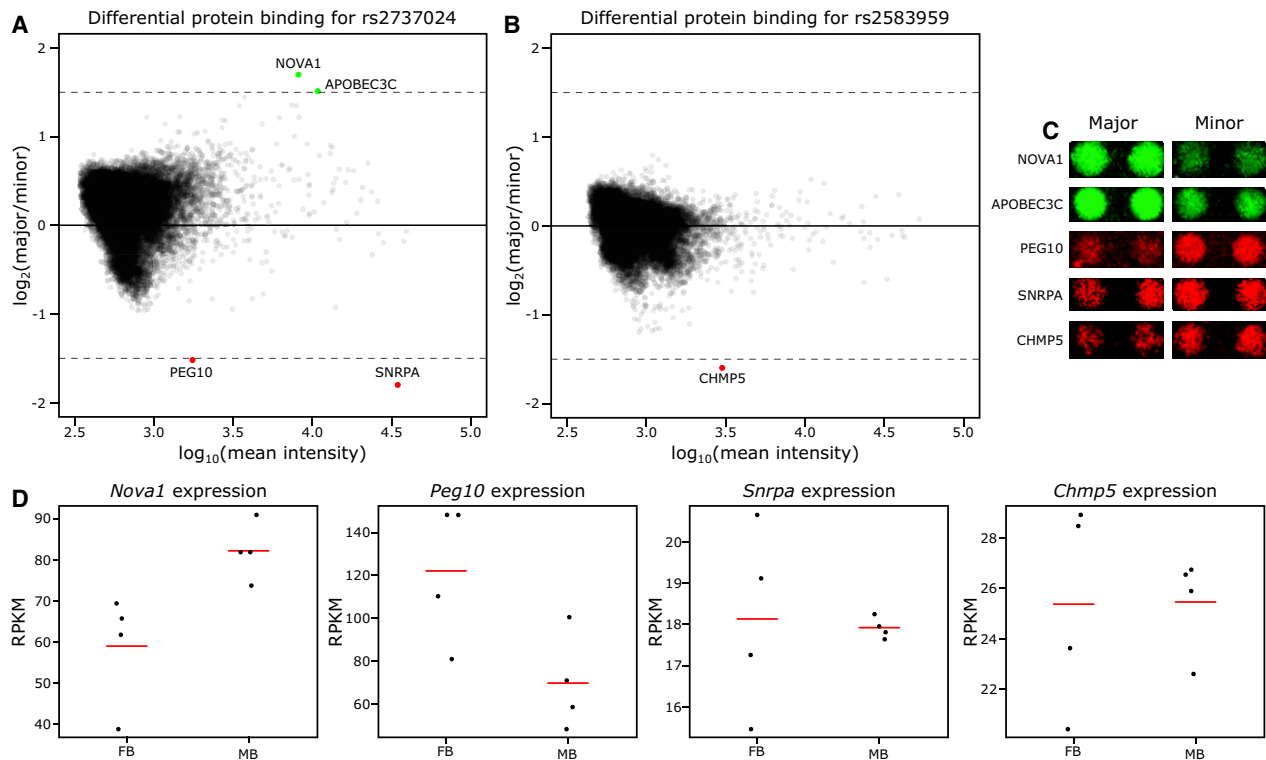 A
Differential protein binding for rs2737024
2
1
0
-1
-2
log2(major/minor)
NOVA1
APOBEC3C
PEG10
SNRPA
2.5 3.0 3.5 4.0 4.5 5.0
log10(mean intensity)
B
Differential protein binding for rs2583959
2
1
0
-1
-2
log2(major/minor)
CHMP5
2.5 3.0 3.5 4.0 4.5 5.0
log10(mean intensity)
C
Major Minor
NOVA1
APOBEC3C
PEG10
SNRPA
CHMP5
D
Nova1 expression
90
80
70
60
50
40
RPKM
FB MB
Peg10 expression
140
120
100
80
60
RPKM
FB MB
Snrpa expression
20
19
18
17
16
RPKM
FB MB
Chmp5 expression
28
26
24
22
RPKM
FB MB